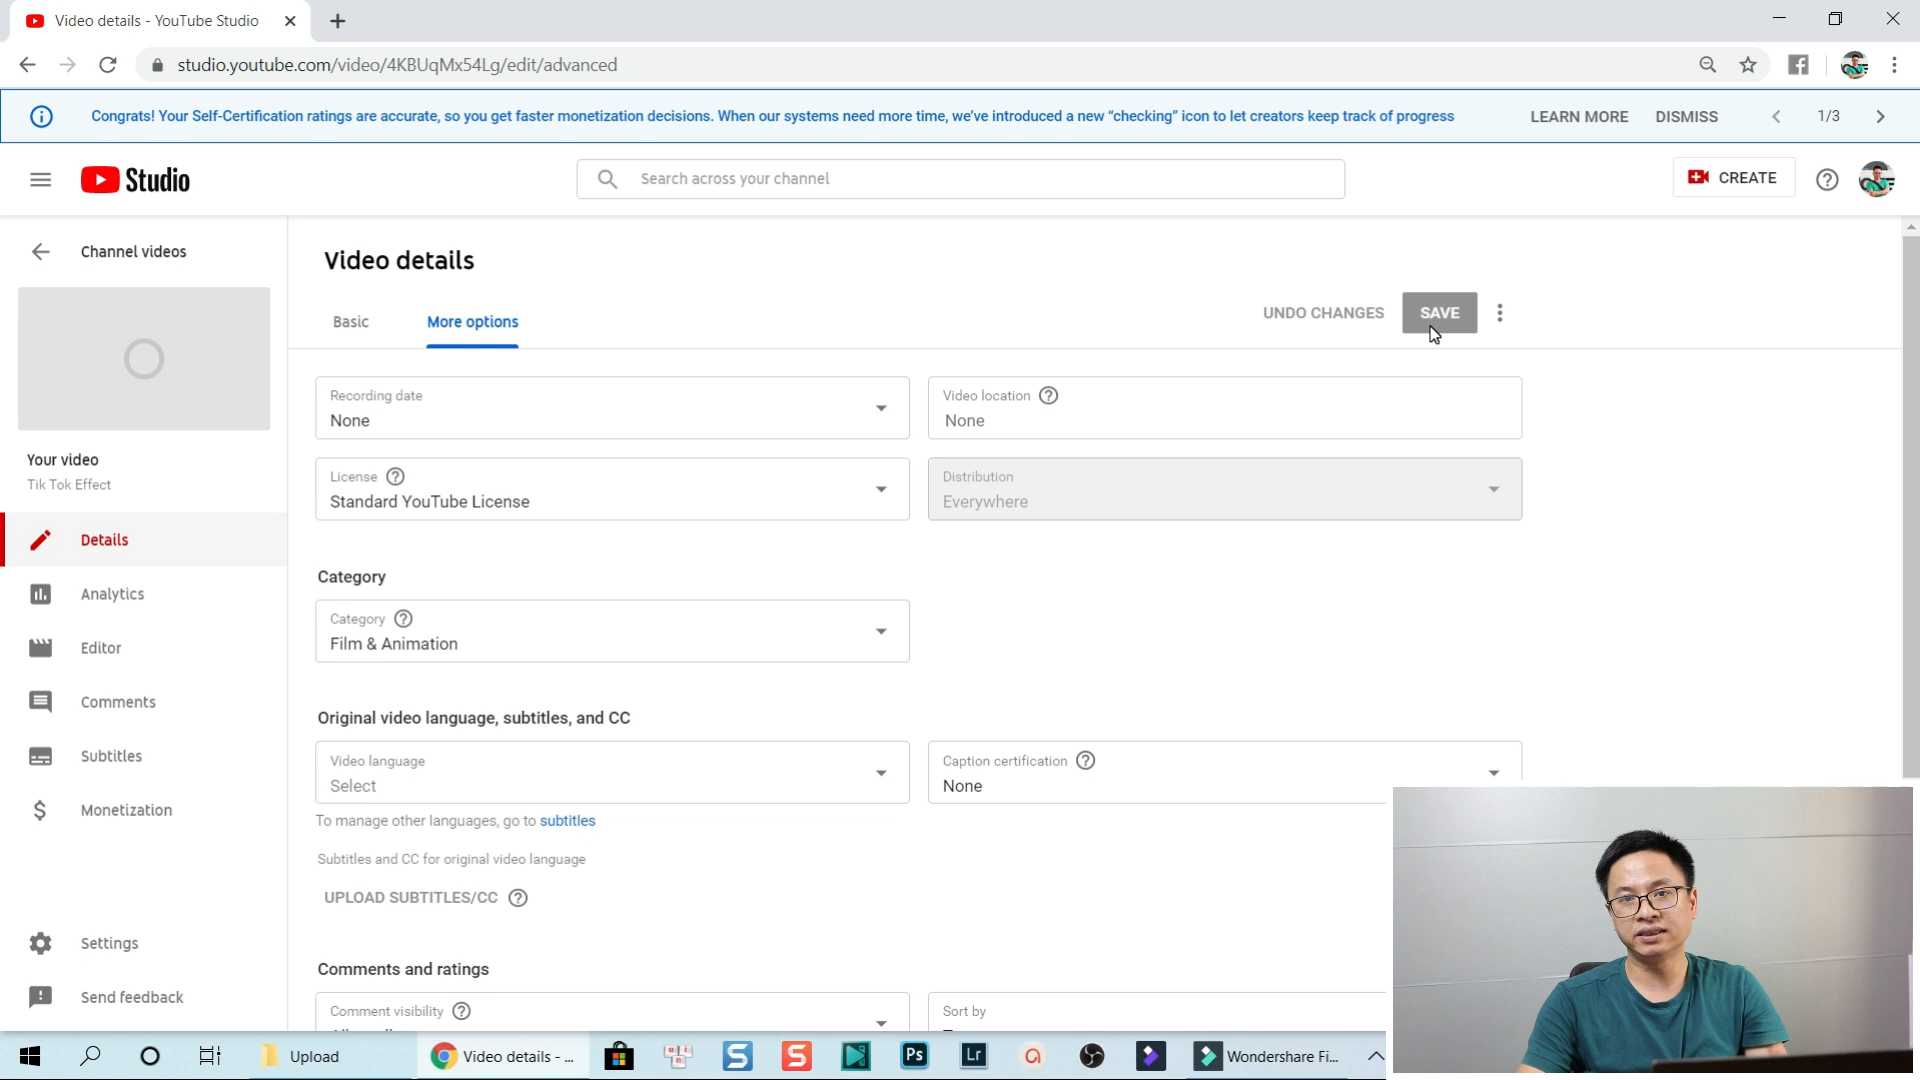 Video details - YouTube Studio
studio.youtube.com/video/4KBUqMx54Lg/edit/advanced
Congrats! Your Self-Certification ratings are accurate, so you get faster monetization decisions. When our systems need more time, we've introduced a new “checking” icon to let creators keep track of progress
LEARN MORE
DISMISS
1/3
Studio
Search across your channel
CREATE
Channel videos
Video details
Basic
More options
UNDO CHANGES
SAVE
Your video
Tik Tok Effect
Details
Analytics
Editor
Comments
Subtitles
Monetization
Settings
Send feedback
Recording date
None
Video location
None
License
Standard YouTube License
Distribution
Everywhere
Category
Category
Film & Animation
Original video language, subtitles, and CC
Video language
Select
Caption certification
None
To manage other languages, go to subtitles
Subtitles and CC for original video language
UPLOAD SUBTITLES/CC
Comments and ratings
Comment visibility
Sort by
Upload
Video details - ...
Ps
Lr
Wondershare Fi...